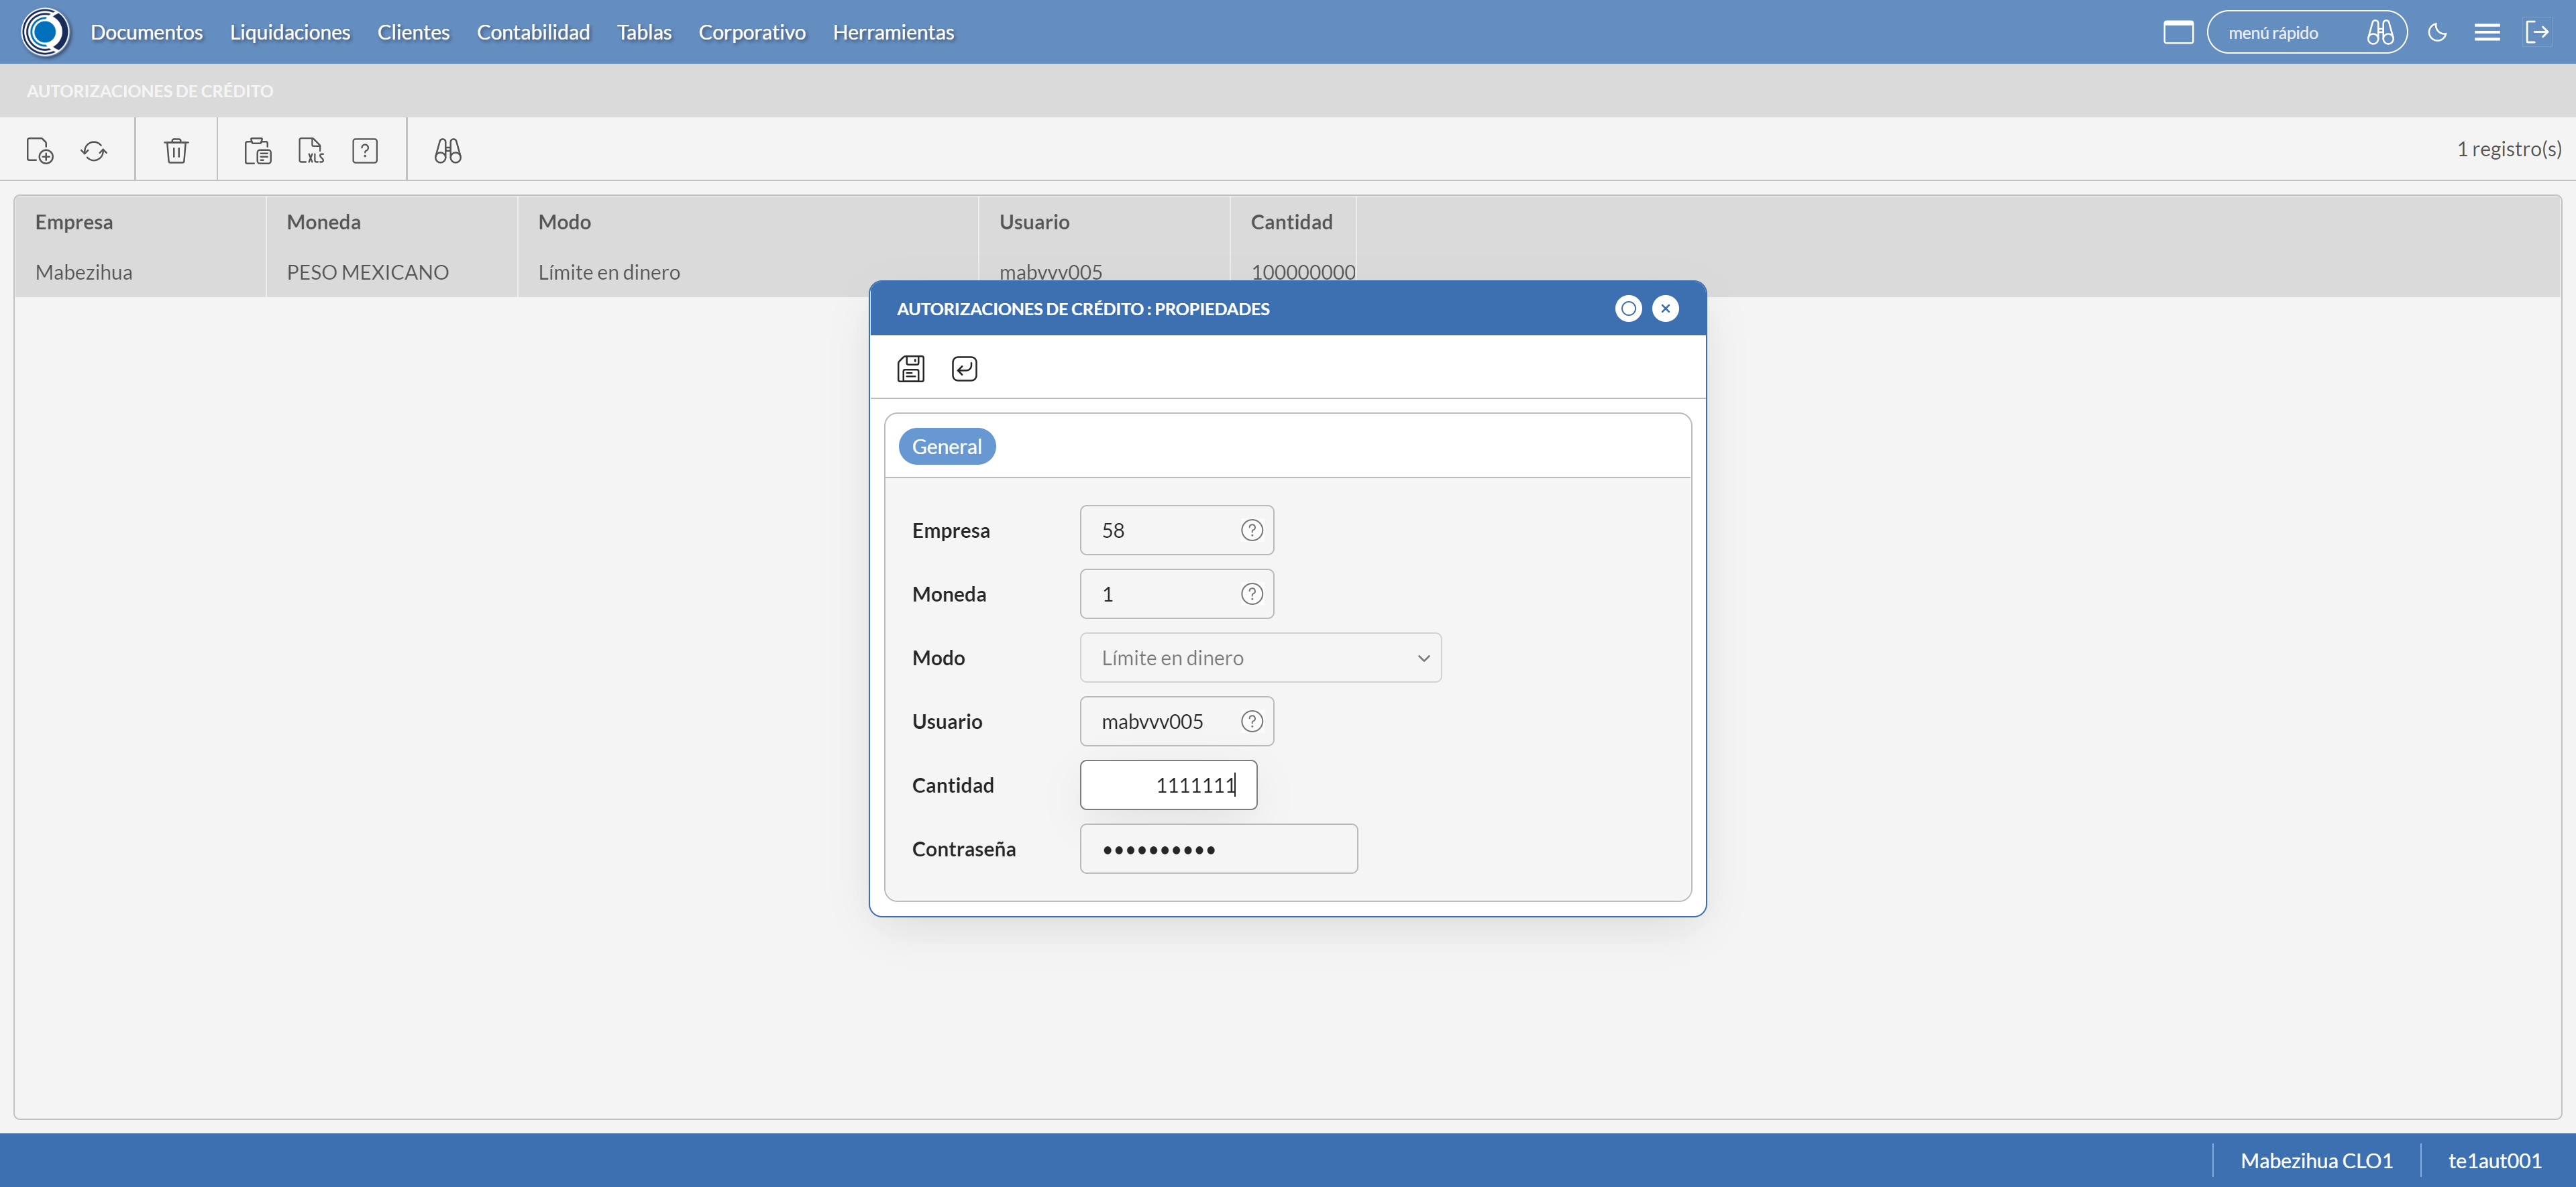 Documentos Liquidaciones Clientes Contabilidad Tablas Corporativo Herramientas menú rápido
AUTORIZACIONES DE CRÉDITO
XLS ? 1 registro(s)
Empresa Moneda Modo Usuario Cantidad
Mabezihua PESO MEXICANO Límite en dinero mabvvv005 100000000
AUTORIZACIONES DE CRÉDITO : PROPIEDADES
General
Empresa 58 ?
Moneda 1 ?
Modo Límite en dinero
Usuario mabvvv005 ?
Cantidad 1111111
Contraseña ••••••••••
Mabezihua CLO1 te1aut001